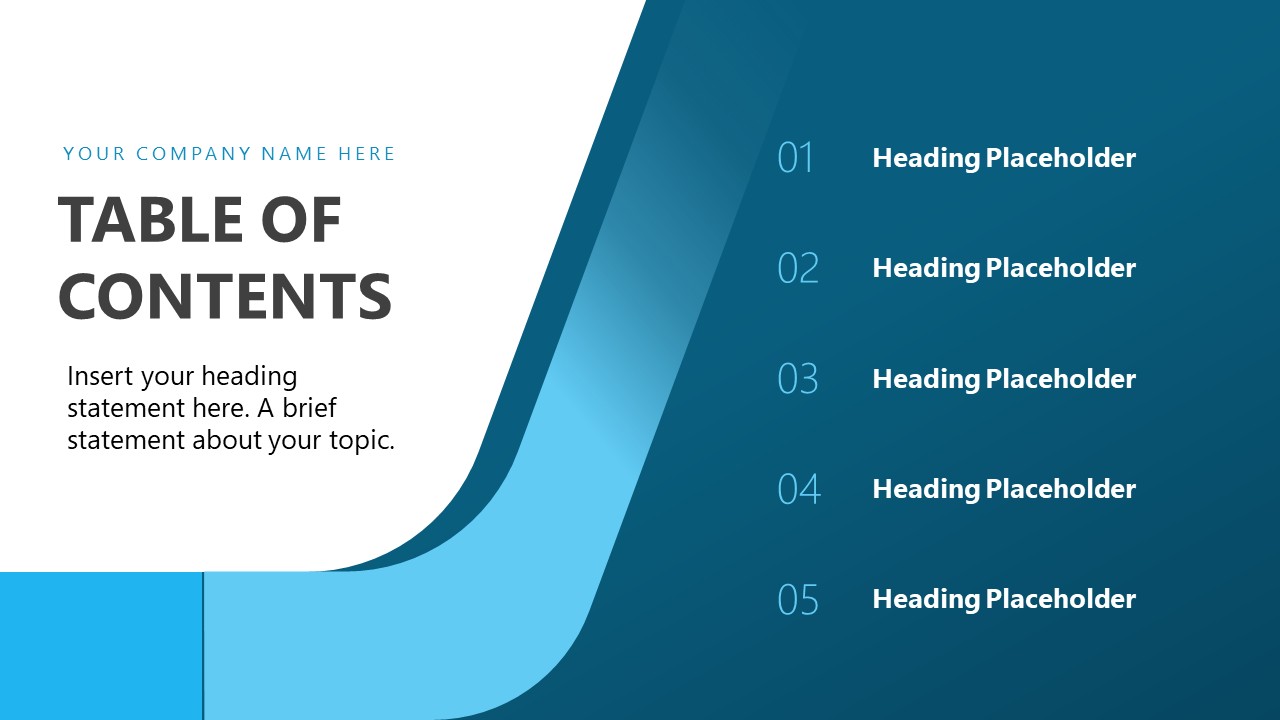 YOUR COMPANY NAME HERE
TABLE OF
CONTENTS
Insert your heading
statement here. A brief
statement about your topic.
01 Heading Placeholder
02 Heading Placeholder
03 Heading Placeholder
04 Heading Placeholder
05 Heading Placeholder